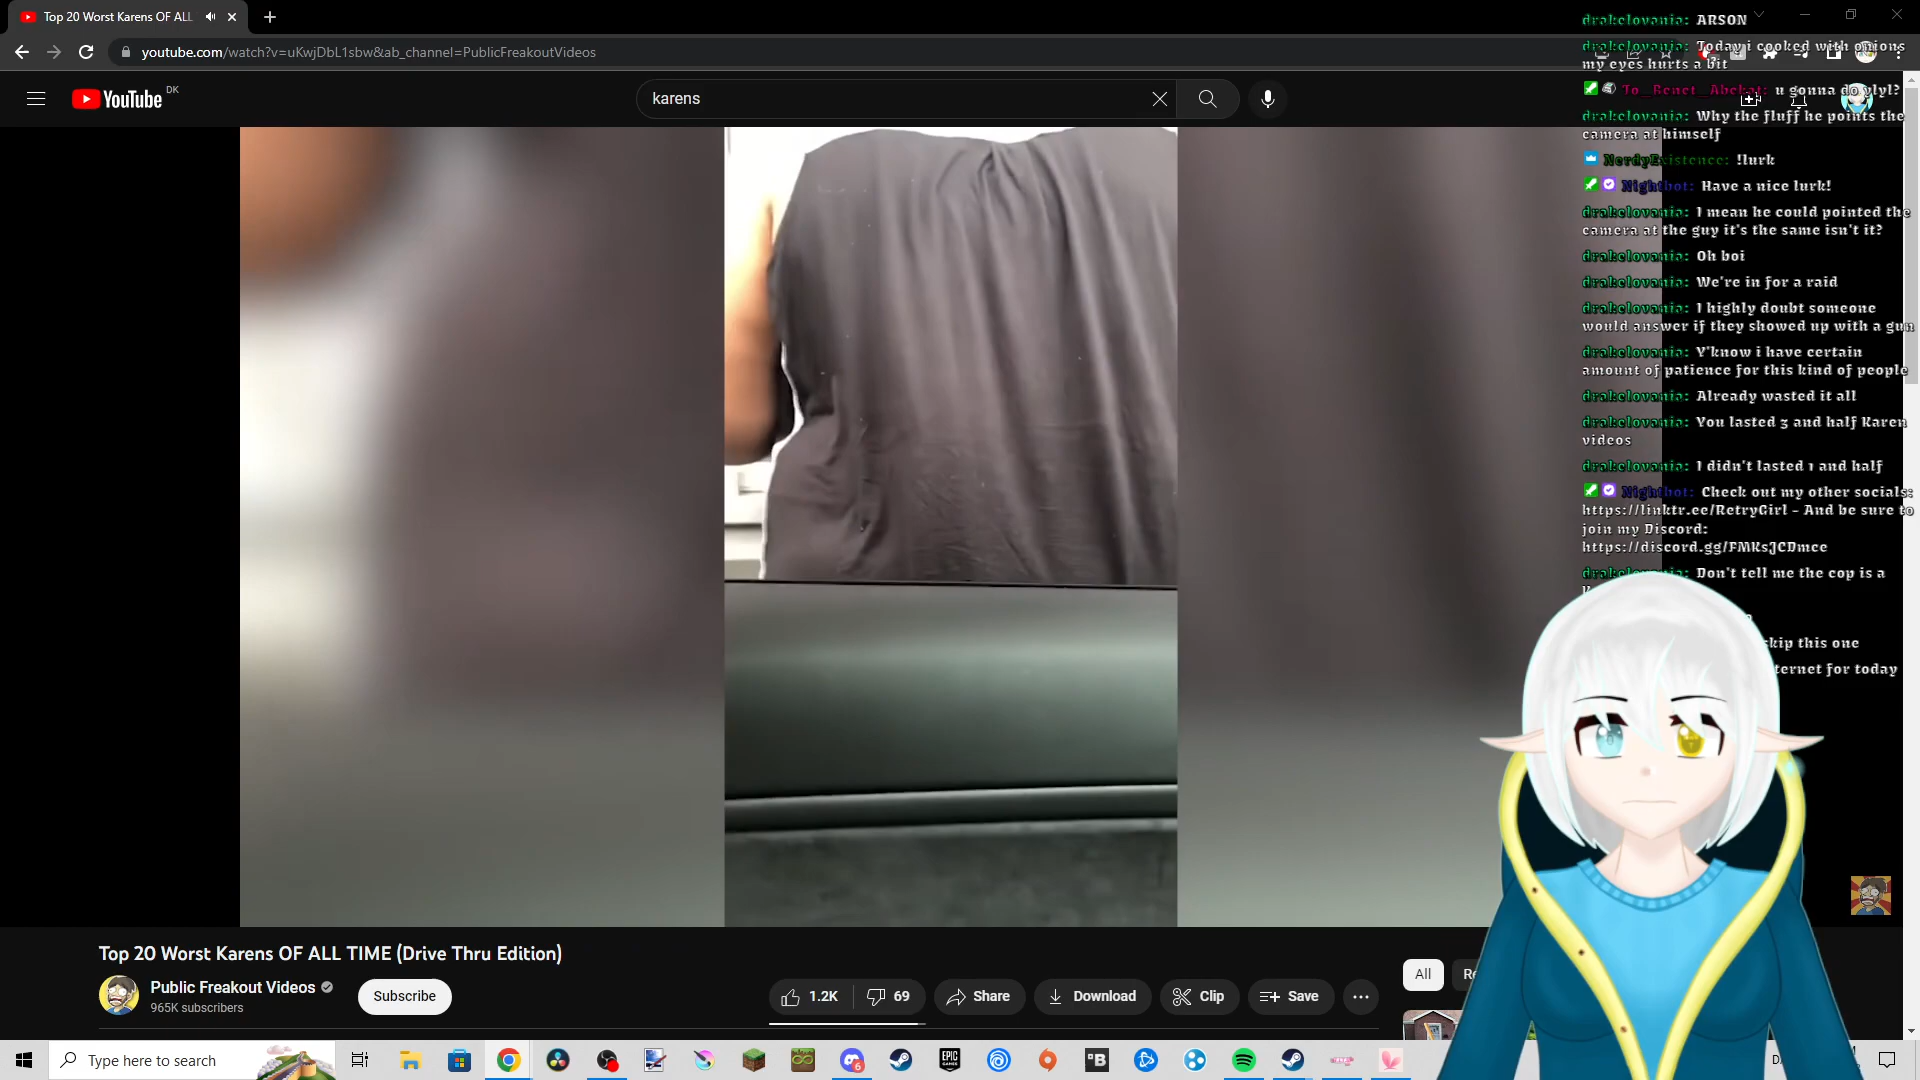 Top 20 Worst Karens OF ALL
youtube.com/watch?v=uKwjDbL1sbw&ab_channel=PublicFreakoutVideos
YouTube DK
karens
drakelovania: ARSON
drakelovania: Today i cooked with onions
my eyes hurts a bit
To_Benet_Abekat: u gonna do ylyl?
drakelovania: Why the fluff he points the
camera at himself
NerdyExistence: !lurk
Nightbot: Have a nice lurk!
drakelovania: I mean he could pointed the
camera at the guy it's the same isn't it?
drakelovania: Oh boi
drakelovania: We're in for a raid
drakelovania: I highly doubt someone
would answer if they showed up with a gun
drakelovania: Y'know i have certain
amount of patience for this kind of people
drakelovania: Already wasted it all
drakelovania: You lasted 3 and half Karen
videos
drakelovania: I didn't lasted 1 and half
Nightbot: Check out my other socials:
https://linktr.ee/RetryGirl - And be sure to
join my Discord:
https://discord.gg/FMKsJCDmce
drakelovania: Don't tell me the cop is a
skip this one
ternet for today
Top 20 Worst Karens OF ALL TIME (Drive Thru Edition)
Public Freakout Videos
965K subscribers
Subscribe
1.2K
69
Share
Download
Clip
Save
All
Re
Type here to search